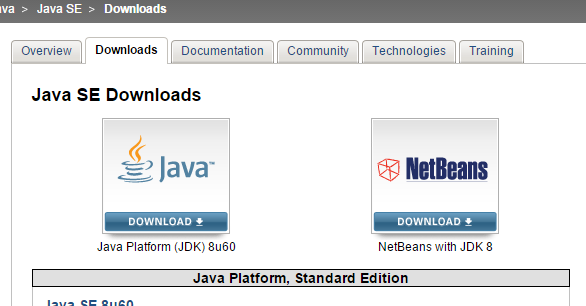 ava > Java SE > Downloads
Overview Downloads Documentation Community Technologies Training
Java SE Downloads
Java™ NetBeans
DOWNLOAD DOWNLOAD
Java Platform (JDK) 8u60 NetBeans with JDK 8
Java Platform, Standard Edition
Java SE 8u60